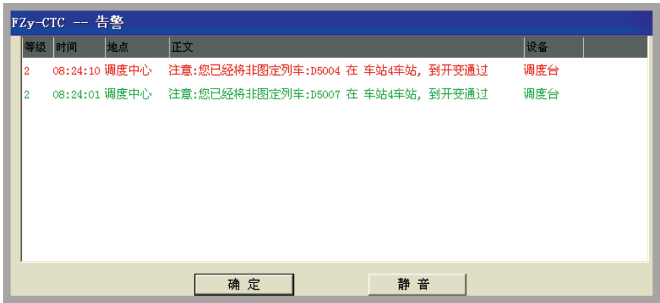 FZy-CTC -- 告警
等级 时间 地点 正文 设备
2 08:24:10 调度中心 注意:您已经将非图定列车:D5004 在 车站4车站, 到开变通过 调度台
2 08:24:01 调度中心 注意:您已经将非图定列车:D5007 在 车站4车站, 到开变通过 调度台
确 定 静 音